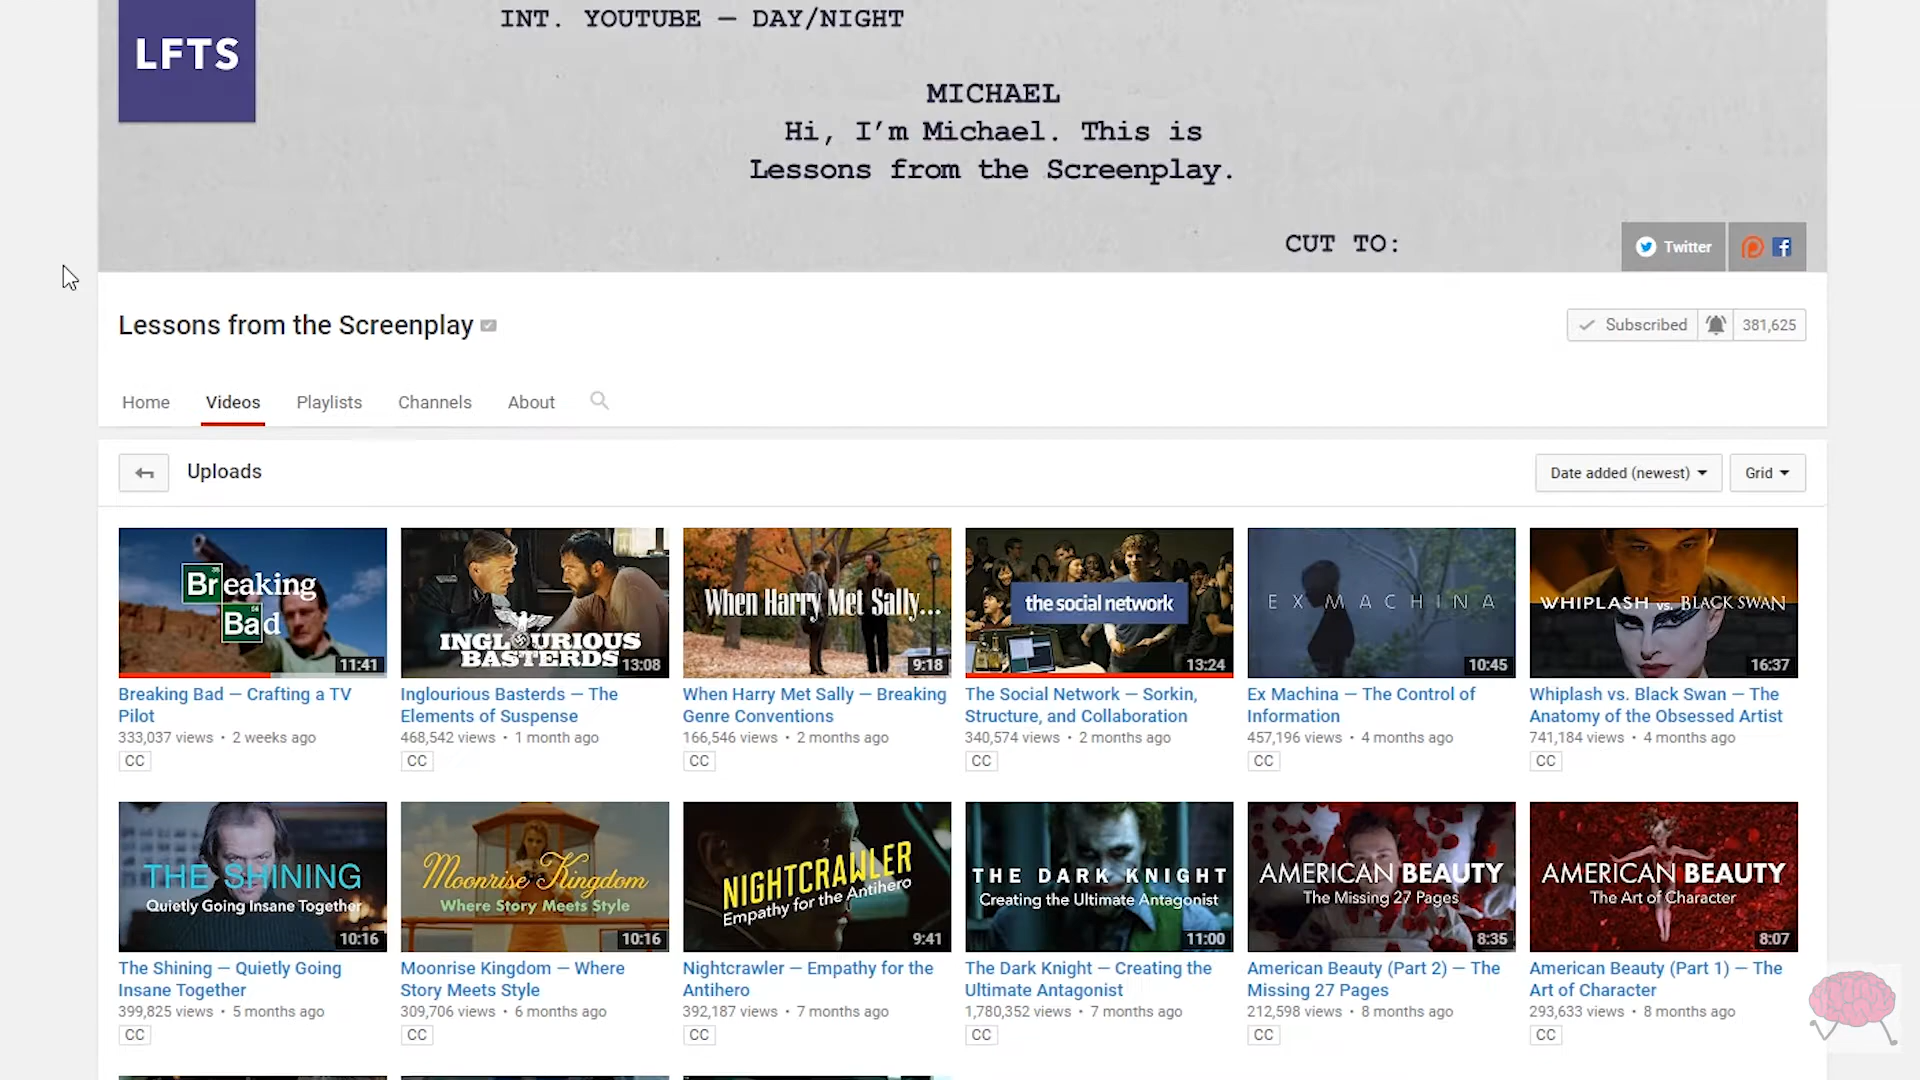 INT. YOUTUBE — DAY/NIGHT
LFTS
MICHAEL
Hi, I'm Michael. This is
Lessons from the Screenplay.
CUT TO:
Twitter
Lessons from the Screenplay
Subscribed
381,625
Home
Videos
Playlists
Channels
About
Uploads
Date added (newest)
Grid
Breaking
Bad
11:41
INGLOURIOUS
BASTERDS
13:08
When Harry Met Sally...
9:18
the social network
13:24
EX MACHINA
10:45
WHIPLASH vs. BLACK SWAN
16:37
Breaking Bad — Crafting a TV
Pilot
333,037 views • 2 weeks ago
CC
Inglourious Basterds — The
Elements of Suspense
468,542 views • 1 month ago
CC
When Harry Met Sally — Breaking
Genre Conventions
166,546 views • 2 months ago
CC
The Social Network — Sorkin,
Structure, and Collaboration
340,574 views • 2 months ago
CC
Ex Machina — The Control of
Information
457,196 views • 4 months ago
CC
Whiplash vs. Black Swan — The
Anatomy of the Obsessed Artist
741,184 views • 4 months ago
CC
THE SHINING
Quietly Going Insane Together
10:16
Moonrise Kingdom
Where Story Meets Style
10:16
NIGHTCRAWLER
Empathy for the Antihero
9:41
THE DARK KNIGHT
Creating the Ultimate Antagonist
11:00
AMERICAN BEAUTY
The Missing 27 Pages
8:35
AMERICAN BEAUTY
The Art of Character
8:07
The Shining — Quietly Going
Insane Together
399,825 views • 5 months ago
CC
Moonrise Kingdom — Where
Story Meets Style
309,706 views • 6 months ago
CC
Nightcrawler — Empathy for the
Antihero
392,187 views • 7 months ago
CC
The Dark Knight — Creating the
Ultimate Antagonist
1,780,352 views • 7 months ago
CC
American Beauty (Part 2) — The
Missing 27 Pages
212,598 views • 8 months ago
CC
American Beauty (Part 1) — The
Art of Character
293,633 views • 8 months ago
CC